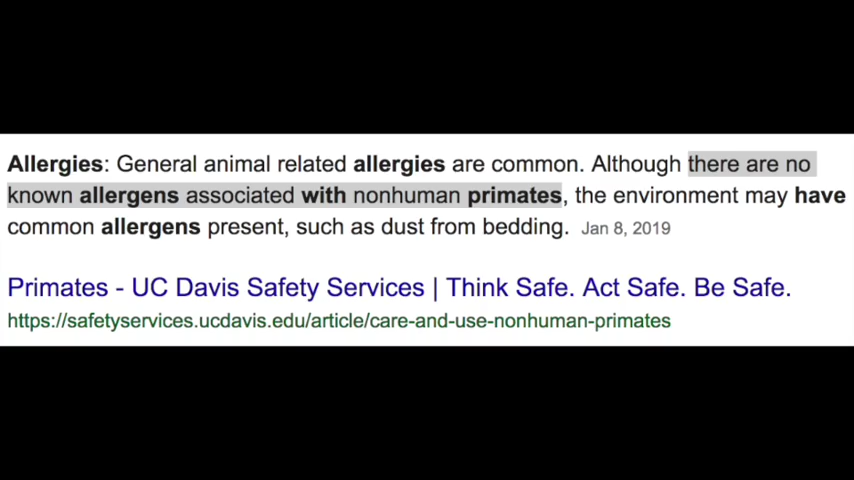 Allergies: General animal related allergies are common. Although there are no
known allergens associated with nonhuman primates, the environment may have
common allergens present, such as dust from bedding. Jan 8, 2019
Primates - UC Davis Safety Services | Think Safe. Act Safe. Be Safe.
https://safetyservices.ucdavis.edu/article/care-and-use-nonhuman-primates